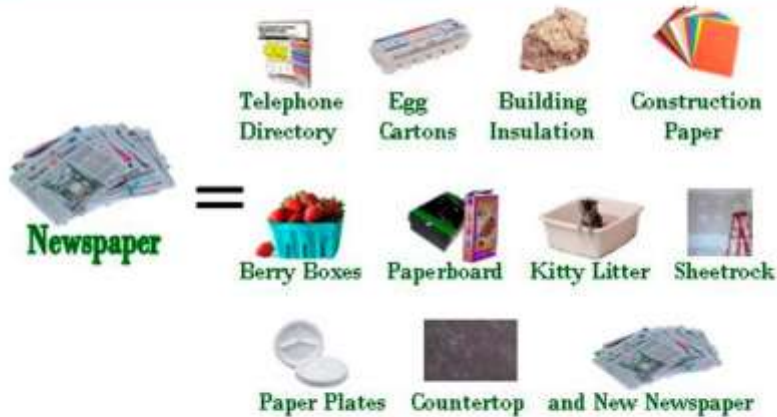 Telephone
Directory
Egg
Cartons
Building
Insulation
Construction
Paper
Newspaper
=
Berry Boxes
Paperboard
Kitty Litter
Sheetrock
Paper Plates
Countertop
and New Newspaper